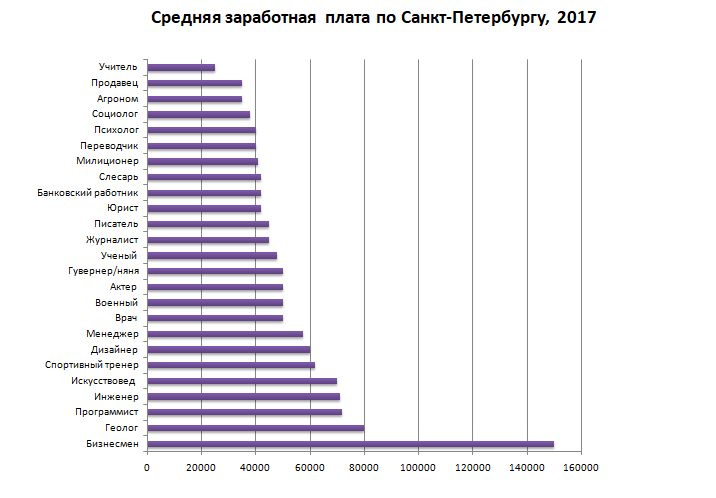 Средняя заработная плата по Санкт-Петербургу, 2017
Учитель
Продавец
Агроном
Социолог
Психолог
Переводчик
Милиционер
Слесарь
Банковский работник
Юрист
Писатель
Журналист
Ученый
Гувернер/няня
Актер
Военный
Врач
Менеджер
Дизайнер
Спортивный тренер
Искусствовед
Инженер
Программист
Геолог
Бизнесмен
0 20000 40000 60000 80000 100000 120000 140000 160000